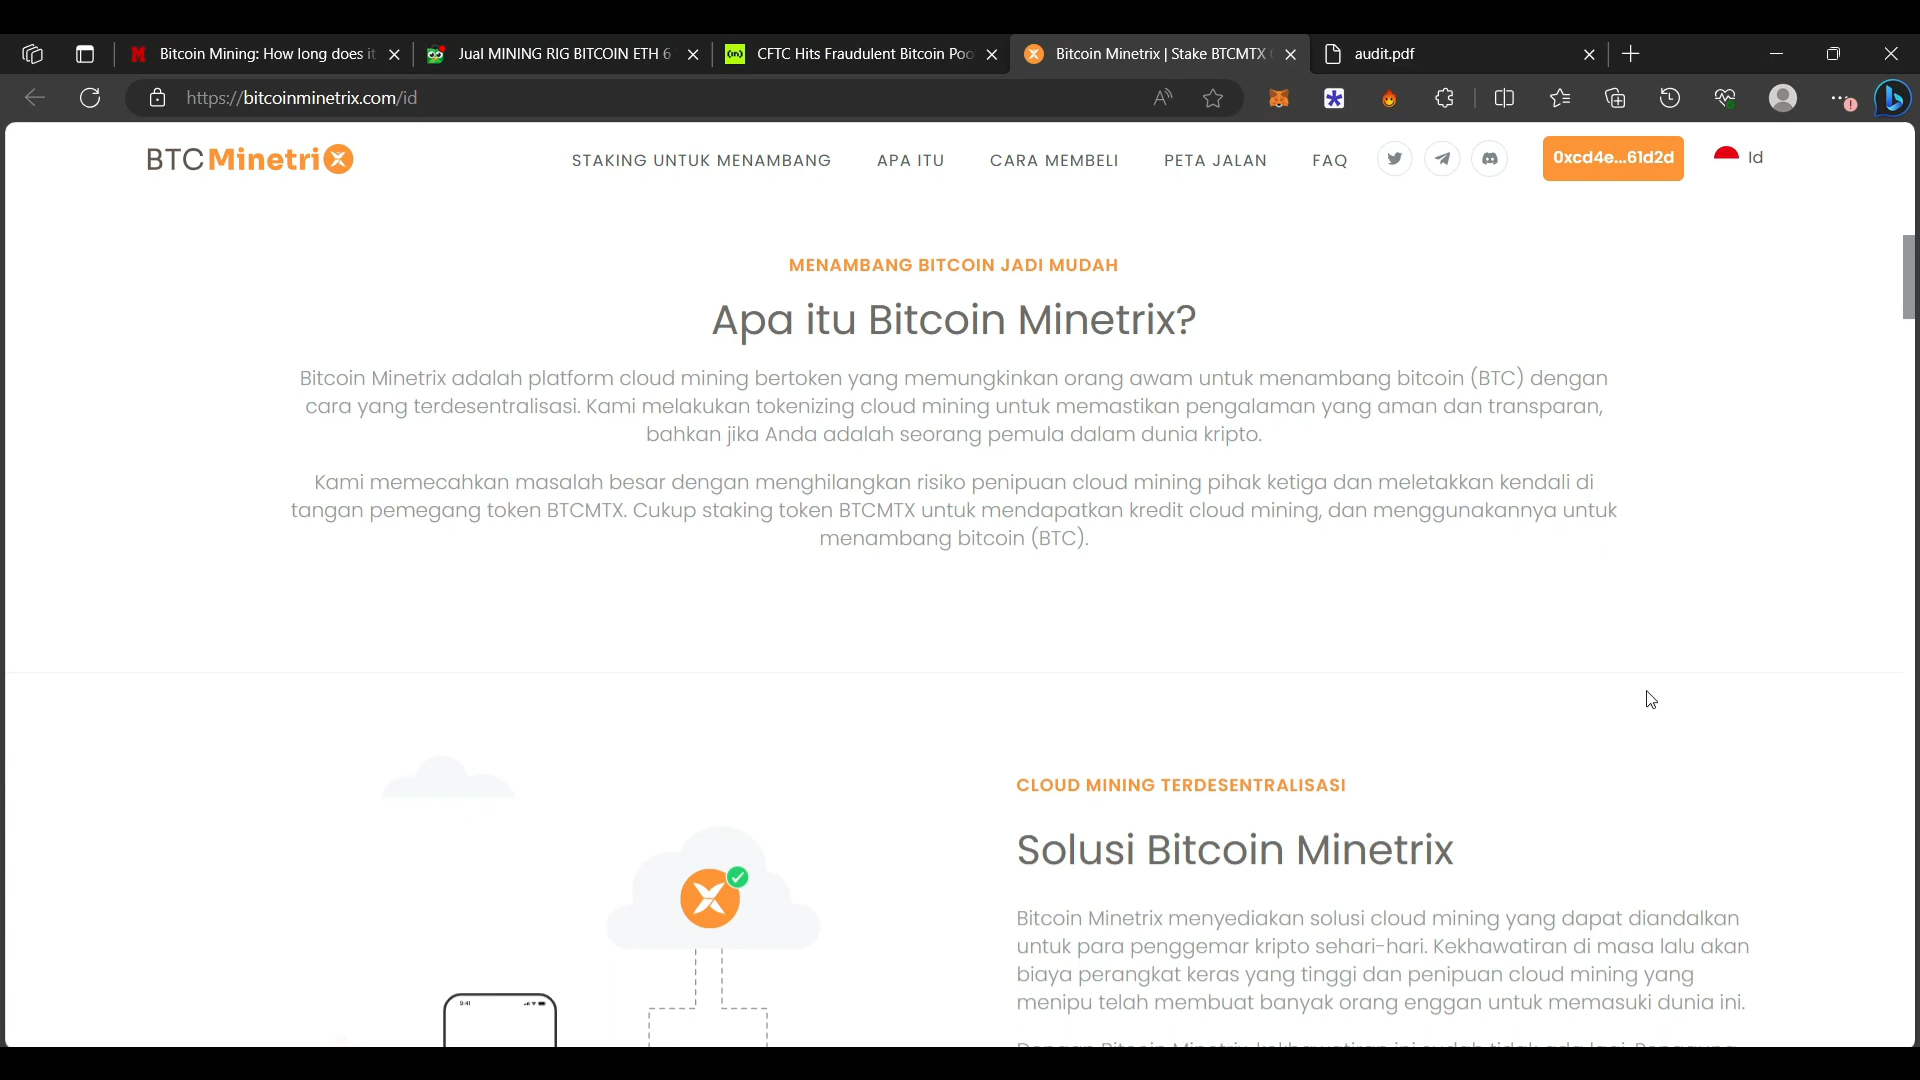 Bitcoin Mining: How long does it
Jual MINING RIG BITCOIN ETH 6
CFTC Hits Fraudulent Bitcoin Poo
Bitcoin Minetrix | Stake BTCMTX
audit.pdf
https://bitcoinminetrix.com/id
BTC Minetrix
STAKING UNTUK MENAMBANG
APA ITU
CARA MEMBELI
PETA JALAN
FAQ
0xcd4e...61d2d
Id
MENAMBANG BITCOIN JADI MUDAH
Apa itu Bitcoin Minetrix?
Bitcoin Minetrix adalah platform cloud mining bertoken yang memungkinkan orang awam untuk menambang bitcoin (BTC) dengan
cara yang terdesentralisasi. Kami melakukan tokenizing cloud mining untuk memastikan pengalaman yang aman dan transparan,
bahkan jika Anda adalah seorang pemula dalam dunia kripto.
Kami memecahkan masalah besar dengan menghilangkan risiko penipuan cloud mining pihak ketiga dan meletakkan kendali di
tangan pemegang token BTCMTX. Cukup staking token BTCMTX untuk mendapatkan kredit cloud mining, dan menggunakannya untuk
menambang bitcoin (BTC).
CLOUD MINING TERDESENTRALISASI
Solusi Bitcoin Minetrix
Bitcoin Minetrix menyediakan solusi cloud mining yang dapat diandalkan
untuk para penggemar kripto sehari-hari. Kekhawatiran di masa lalu akan
biaya perangkat keras yang tinggi dan penipuan cloud mining yang
menipu telah membuat banyak orang enggan untuk memasuki dunia ini.
9:41